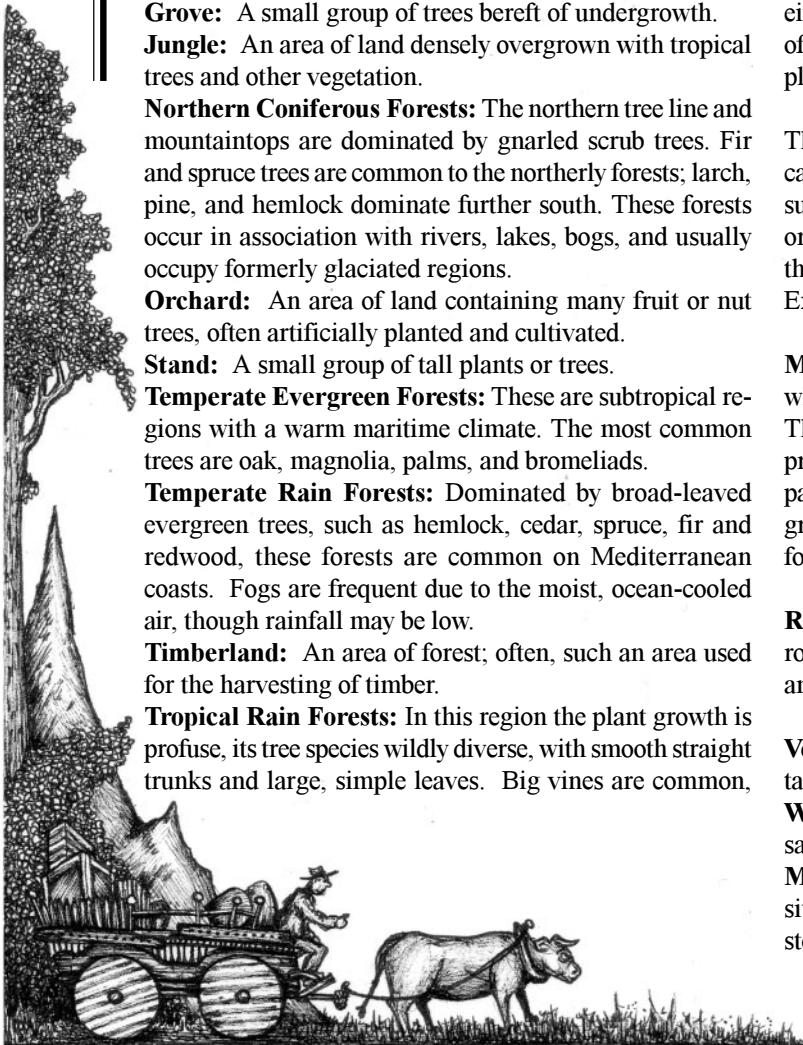 Grove: A small group of trees bereft of undergrowth.
Jungle: An area of land densely overgrown with tropical
trees and other vegetation.
Northern Coniferous Forests: The northern tree line and
mountaintops are dominated by gnarled scrub trees. Fir
and spruce trees are common to the northerly forests; larch,
pine, and hemlock dominate further south. These forests
occur in association with rivers, lakes, bogs, and usually
occupy formerly glaciated regions.
Orchard: An area of land containing many fruit or nut
trees, often artificially planted and cultivated.
Stand: A small group of tall plants or trees.
Temperate Evergreen Forests: These are subtropical re-
gions with a warm maritime climate. The most common
trees are oak, magnolia, palms, and bromeliads.
Temperate Rain Forests: Dominated by broad-leaved
evergreen trees, such as hemlock, cedar, spruce, fir and
redwood, these forests are common on Mediterranean
coasts. Fogs are frequent due to the moist, ocean-cooled
air, though rainfall may be low.
Timberland: An area of forest; often, such an area used
for the harvesting of timber.
Tropical Rain Forests: In this region the plant growth is
profuse, its tree species wildly diverse, with smooth straight
trunks and large, simple leaves. Big vines are common,